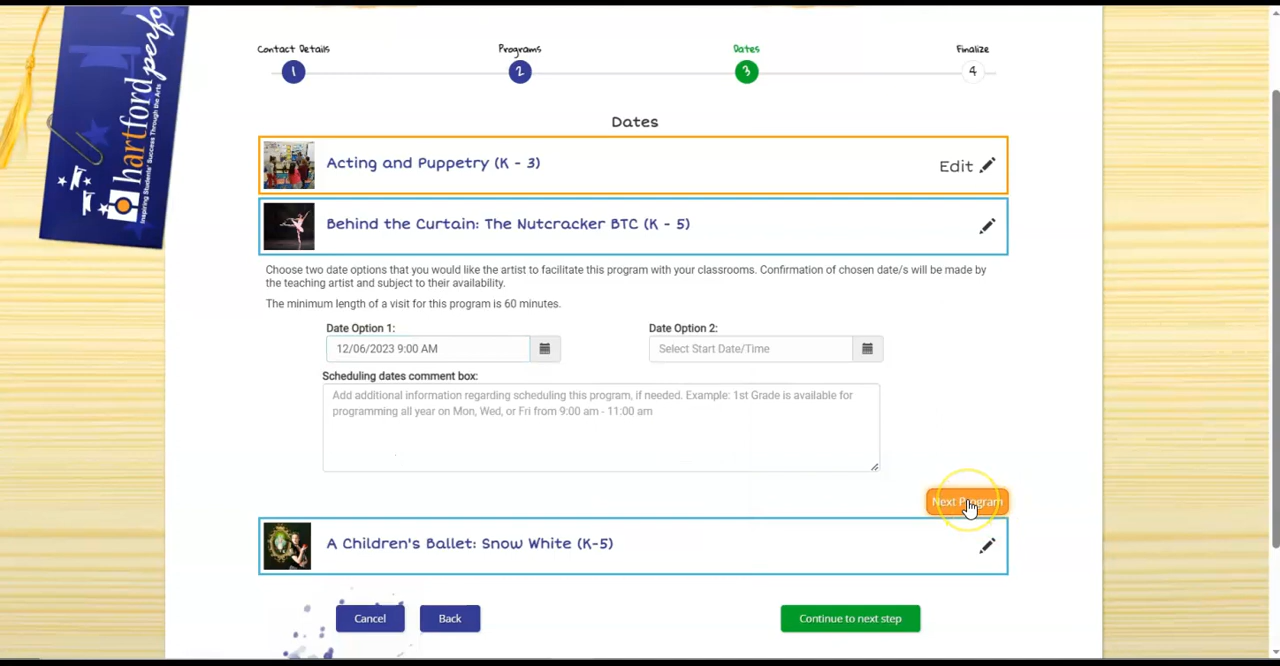 hartford perfo
Inspiring Students' Success Through the Arts
Contact Details
Programs
Dates
Finalize
1
2
3
4
Dates
Acting and Puppetry (K - 3)
Edit
Behind the Curtain: The Nutcracker BTC (K - 5)
Choose two date options that you would like the artist to facilitate this program with your classrooms. Confirmation of chosen date/s will be made by
the teaching artist and subject to their availability.
The minimum length of a visit for this program is 60 minutes.
Date Option 1:
Date Option 2:
12/06/2023 9:00 AM
Select Start Date/Time
Scheduling dates comment box:
Add additional information regarding scheduling this program, if needed. Example: 1st Grade is available for
programming all year on Mon, Wed, or Fri from 9:00 am - 11:00 am
Next Program
A Children's Ballet: Snow White (K-5)
Cancel
Back
Continue to next step